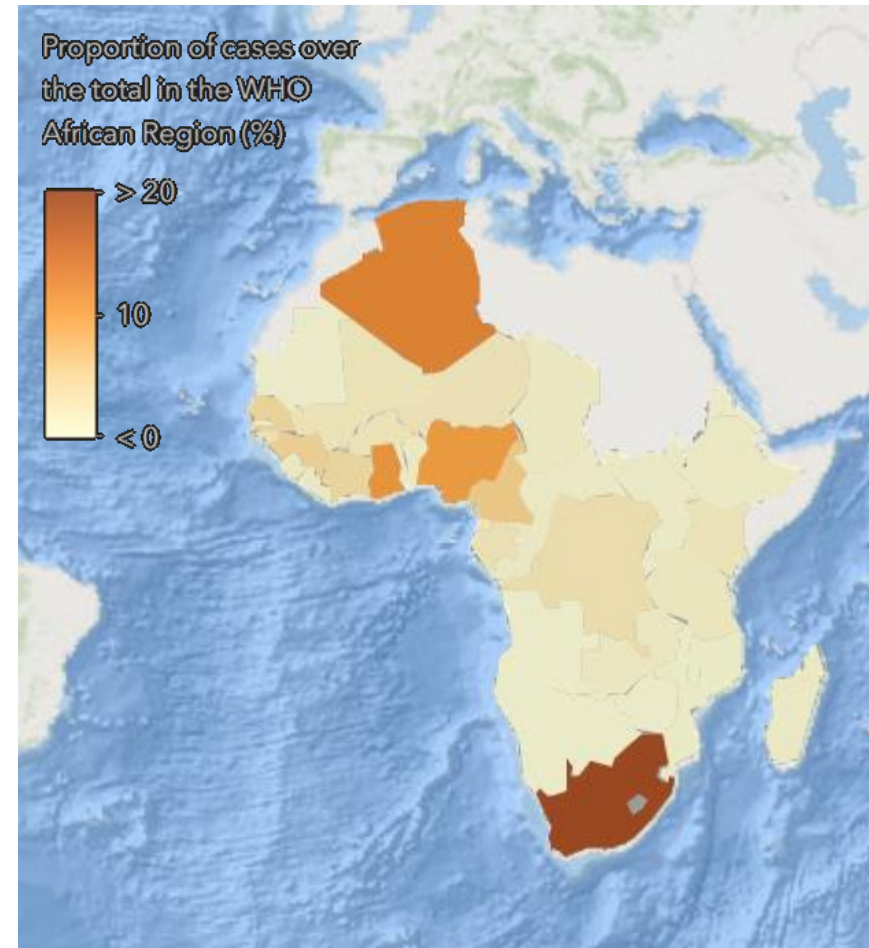 Proportion of cases over
the total in the WHO
African Region (%)
> 20
10
< 0